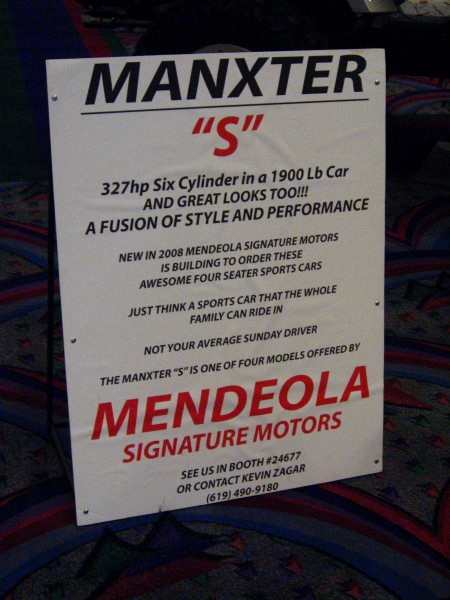 MANXTER
"S"
327hp Six Cylinder in a 1900 Lb Car
AND GREAT LOOKS TOO!!!
A FUSION OF STYLE AND PERFORMANCE
NEW IN 2008 MENDEOLA SIGNATURE MOTORS
IS BUILDING TO ORDER THESE
AWESOME FOUR SEATER SPORTS CARS
JUST THINK A SPORTS CAR THAT THE WHOLE
FAMILY CAN RIDE IN
NOT YOUR AVERAGE SUNDAY DRIVER
THE MANXTER "S" IS ONE OF FOUR MODELS OFFERED BY
MENDEOLA
SIGNATURE MOTORS
SEE US IN BOOTH #24677
OR CONTACT KEVIN ZAGAR
(619) 490-9180